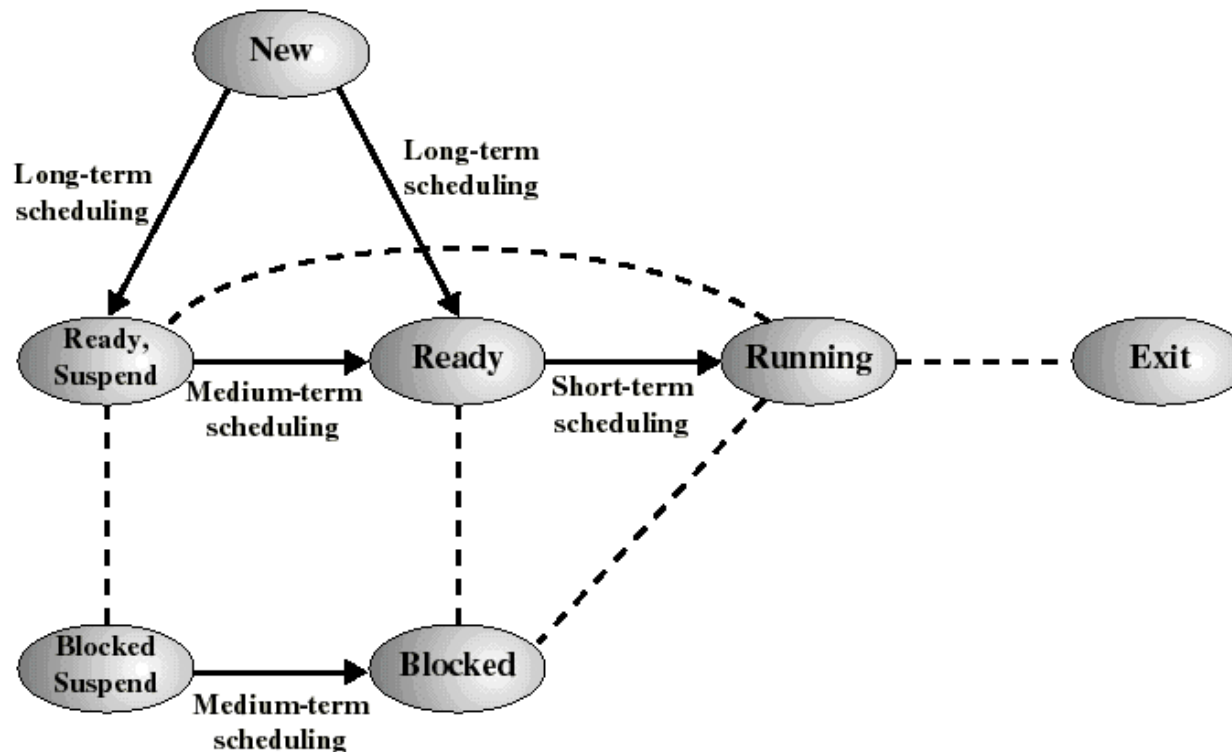 New
Long-term
scheduling
Long-term
scheduling
Ready,
Suspend
Medium-term
scheduling
Ready
Short-term
scheduling
Running
Exit
Blocked
Suspend
Medium-term
scheduling
Blocked